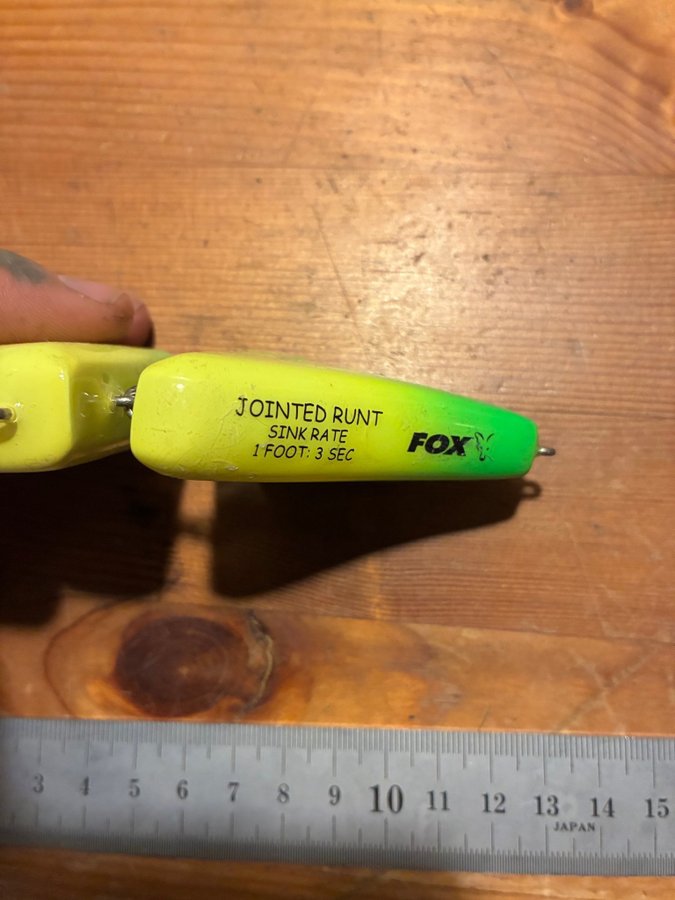 JOINTED RUNT
SINK RATE
1 FOOT: 3 SEC
FOX
3 4 5 6 7 8 9 10 11 12 13 14 15
JAPAN